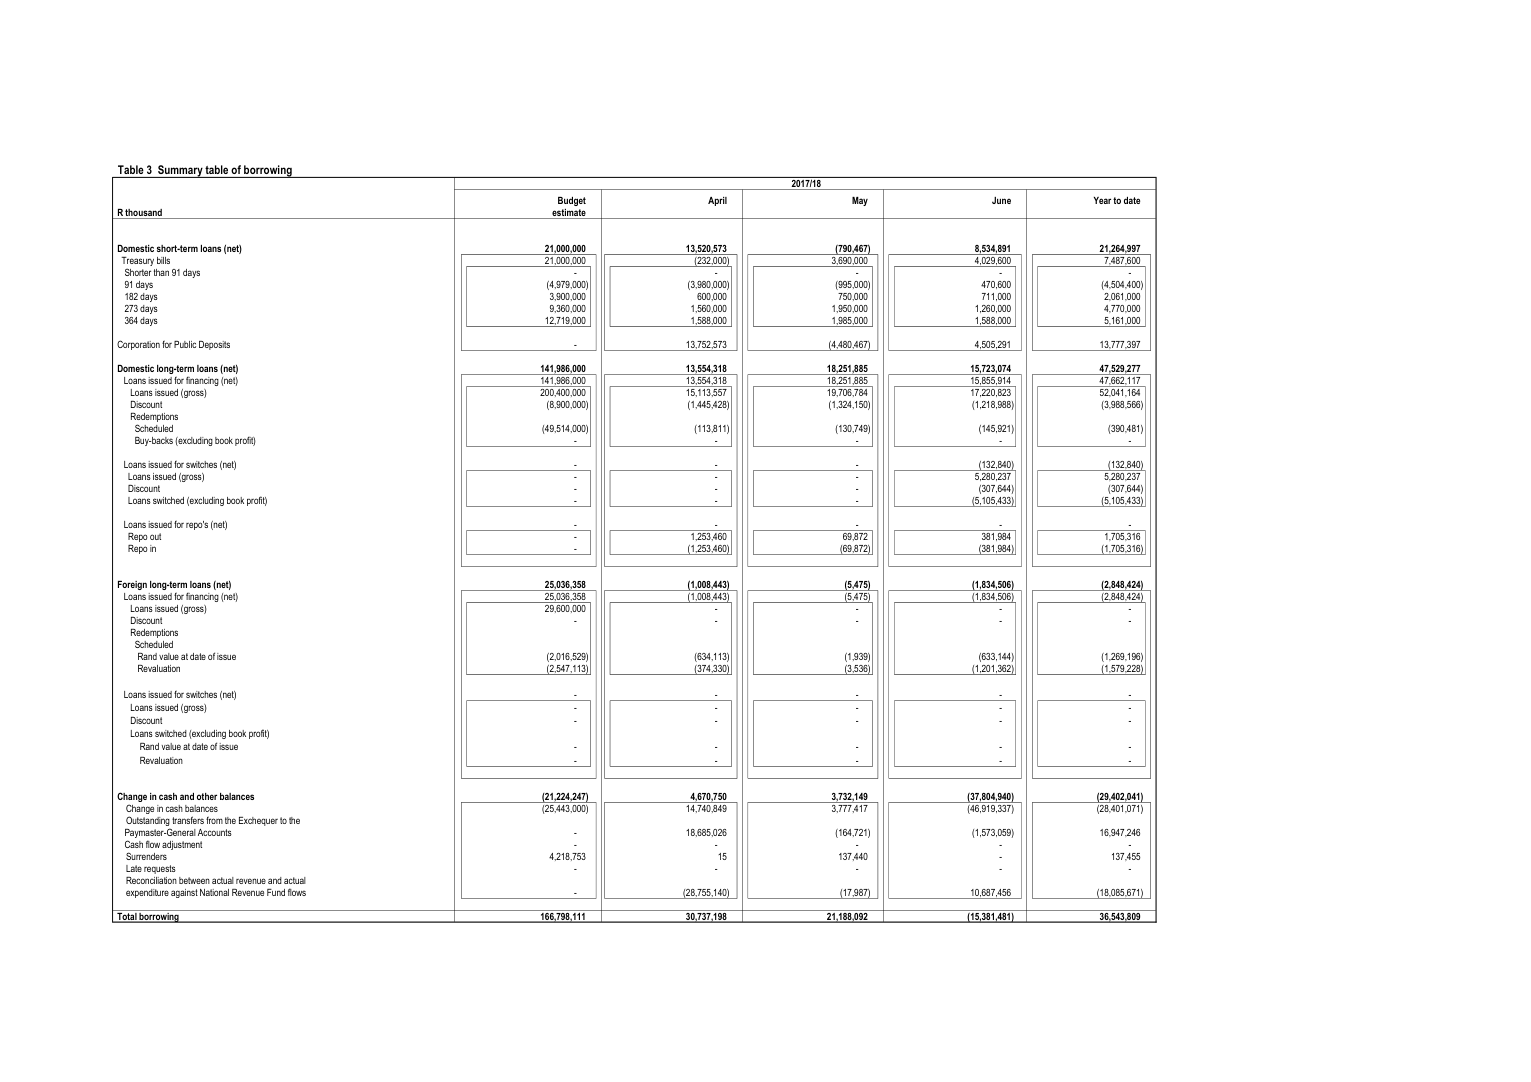 Table 3 Summary table of borrowing
2017/18
Budget April May June Year to date
R thousand estimate
Domestic short-term loans (net) 21,000,000 13,520,573 (790,467) 8,534,891 21,264,997
Treasury bills 21,000,000 (232,000) 3,690,000 4,029,600 7,487,600
Shorter than 91 days - - - - -
91 days (4,979,000) (3,980,000) (995,000) 470,600 (4,504,400)
182 days 3,900,000 600,000 750,000 711,000 2,061,000
273 days 9,360,000 1,560,000 1,950,000 1,260,000 4,770,000
364 days 12,719,000 1,588,000 1,985,000 1,588,000 5,161,000
Corporation for Public Deposits - 13,752,573 (4,480,467) 4,505,291 13,777,397
Domestic long-term loans (net) 141,986,000 13,554,318 18,251,885 15,723,074 47,529,277
Loans issued for financing (net) 141,986,000 13,554,318 18,251,885 15,855,914 47,662,117
Loans issued (gross) 200,400,000 15,113,557 19,706,784 17,220,823 52,041,164
Discount (8,900,000) (1,445,428) (1,324,150) (1,218,988) (3,988,566)
Redemptions
Scheduled (49,514,000) (113,811) (130,749) (145,921) (390,481)
Buy-backs (excluding book profit) - - - - -
Loans issued for switches (net) - - - (132,840) (132,840)
Loans issued (gross) - - - 5,280,237 5,280,237
Discount - - - (307,644) (307,644)
Loans switched (excluding book profit) - - - (5,105,433) (5,105,433)
Loans issued for repo's (net) - - - - -
Repo out - 1,253,460 69,872 381,984 1,705,316
Repo in - (1,253,460) (69,872) (381,984) (1,705,316)
Foreign long-term loans (net) 25,036,358 (1,008,443) (5,475) (1,834,506) (2,848,424)
Loans issued for financing (net) 25,036,358 (1,008,443) (5,475) (1,834,506) (2,848,424)
Loans issued (gross) 29,600,000 - - - -
Discount - - - - -
Redemptions
Scheduled
Rand value at date of issue (2,016,529) (634,113) (1,939) (633,144) (1,269,196)
Revaluation (2,547,113) (374,330) (3,536) (1,201,362) (1,579,228)
Loans issued for switches (net) - - - - -
Loans issued (gross) - - - - -
Discount - - - - -
Loans switched (excluding book profit)
Rand value at date of issue - - - - -
Revaluation - - - - -
Change in cash and other balances (21,224,247) 4,670,750 3,732,149 (37,804,940) (29,402,041)
Change in cash balances (25,443,000) 14,740,849 3,777,417 (46,919,337) (28,401,071)
Outstanding transfers from the Exchequer to the
Paymaster-General Accounts - 18,685,026 (164,721) (1,573,059) 16,947,246
Cash flow adjustment - - - - -
Surrenders 4,218,753 15 137,440 - 137,455
Late requests - - - - -
Reconciliation between actual revenue and actual
expenditure against National Revenue Fund flows - (28,755,140) (17,987) 10,687,456 (18,085,671)
Total borrowing 166,798,111 30,737,198 21,188,092 (15,381,481) 36,543,809